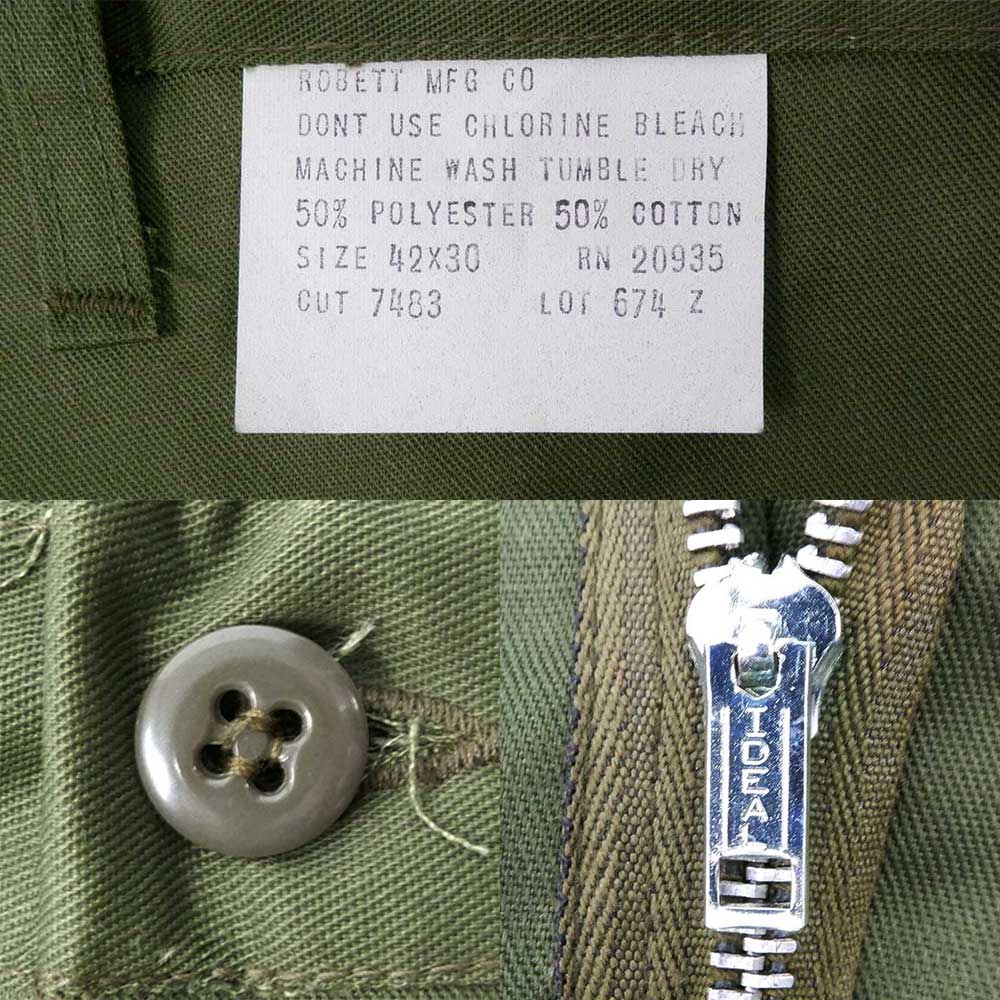 ROBETT MFG CO
DONT USE CHLORINE BLEACH
MACHINE WASH TUMBLE DRY
50% POLYESTER 50% COTTON
SIZE 42X30 RN 20935
CUT 7483 LOT 674 Z
IDEAL